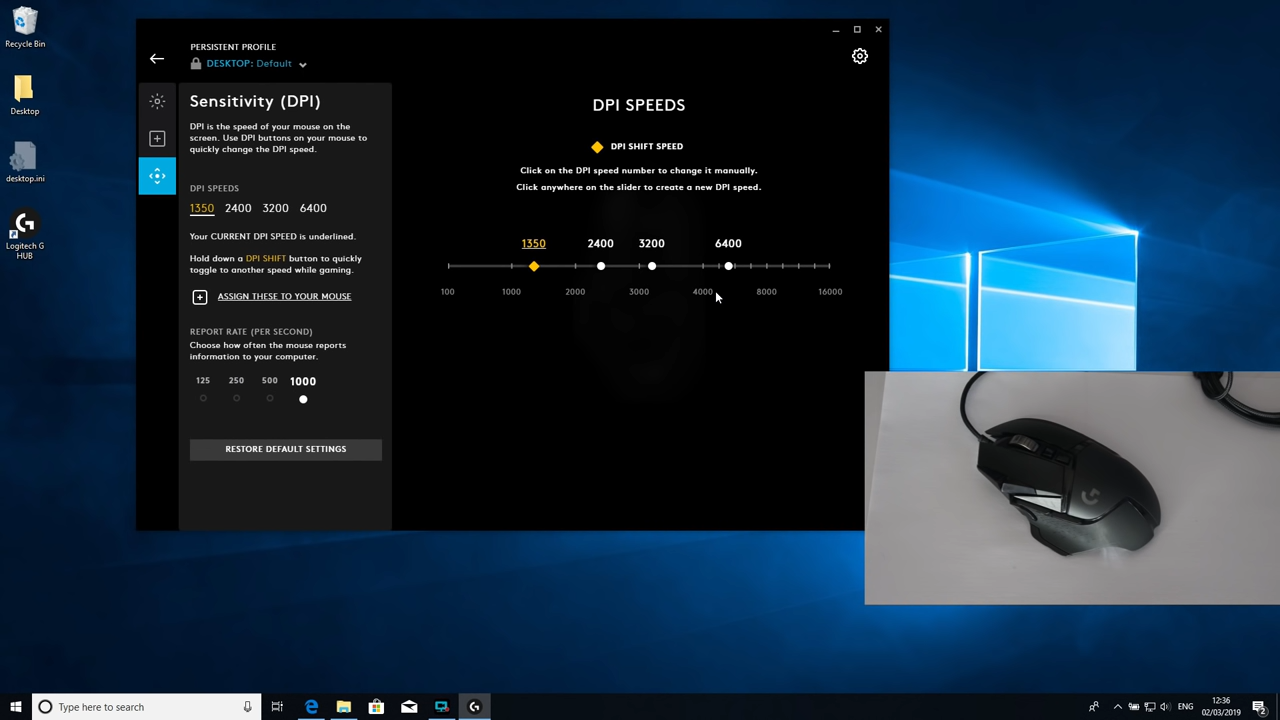 Recycle Bin
Desktop
desktop.ini
Logitech G
HUB
PERSISTENT PROFILE
DESKTOP: Default
Sensitivity (DPI)
DPI is the speed of your mouse on the
screen. Use DPI buttons on your mouse to
quickly change the DPI speed.
DPI SPEEDS
1350 2400 3200 6400
Your CURRENT DPI SPEED is underlined.
Hold down a DPI SHIFT button to quickly
toggle to another speed while gaming.
ASSIGN THESE TO YOUR MOUSE
REPORT RATE (PER SECOND)
Choose how often the mouse reports
information to your computer.
125 250 500 1000
RESTORE DEFAULT SETTINGS
DPI SPEEDS
DPI SHIFT SPEED
Click on the DPI speed number to change it manually.
Click anywhere on the slider to create a new DPI speed.
1350 2400 3200 6400
100 1000 2000 3000 4000 8000 16000
Type here to search
ENG
12:36
02/03/2019
2